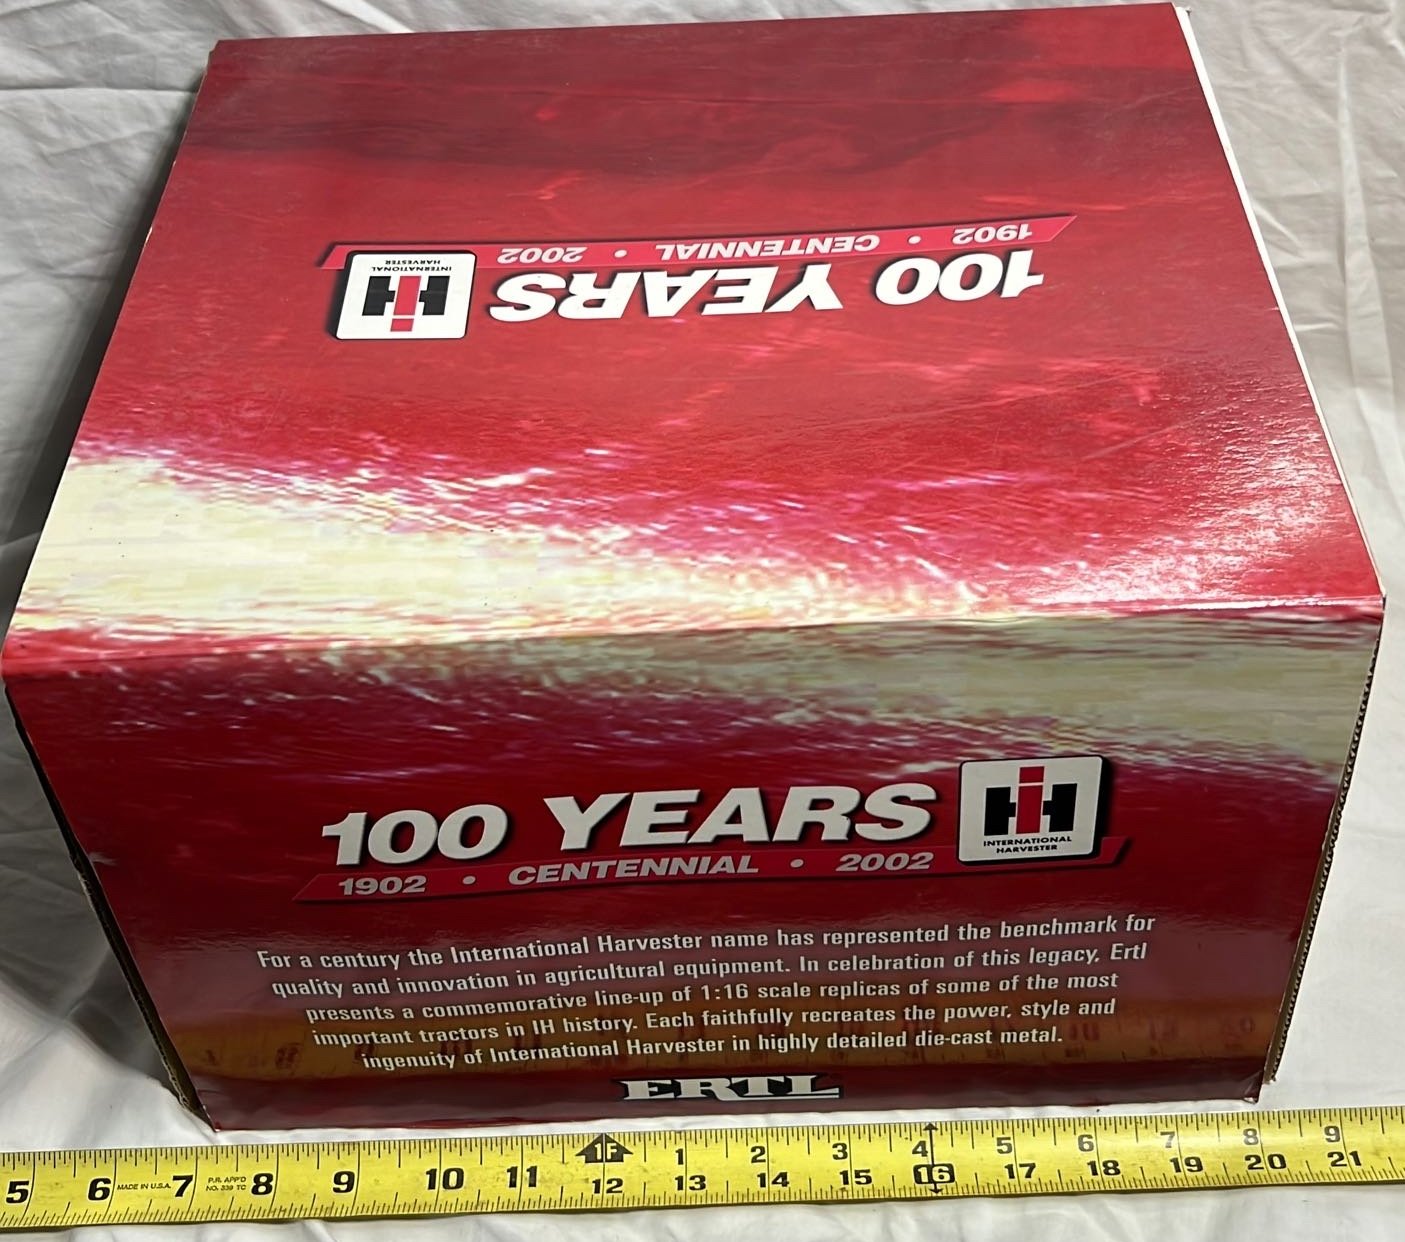 1902 • CENTENNIAL • 2002
100 YEARS
INTERNATIONAL
HARVESTER
100 YEARS
1902 • CENTENNIAL • 2002
INTERNATIONAL
HARVESTER
For a century the International Harvester name has represented the benchmark for
quality and innovation in agricultural equipment. In celebration of this legacy, Ertl
presents a commemorative line-up of 1:16 scale replicas of some of the most
important tractors in IH history. Each faithfully recreates the power, style and
ingenuity of International Harvester in highly detailed die-cast metal.
ERTL
1F 1 2 3 4 5 6 7 8 9
5 6 MADE IN U.S.A. 7 P.R. APP'D NO. 339 TC 8 9 10 11 12 13 14 15 16 17 18 19 20 21